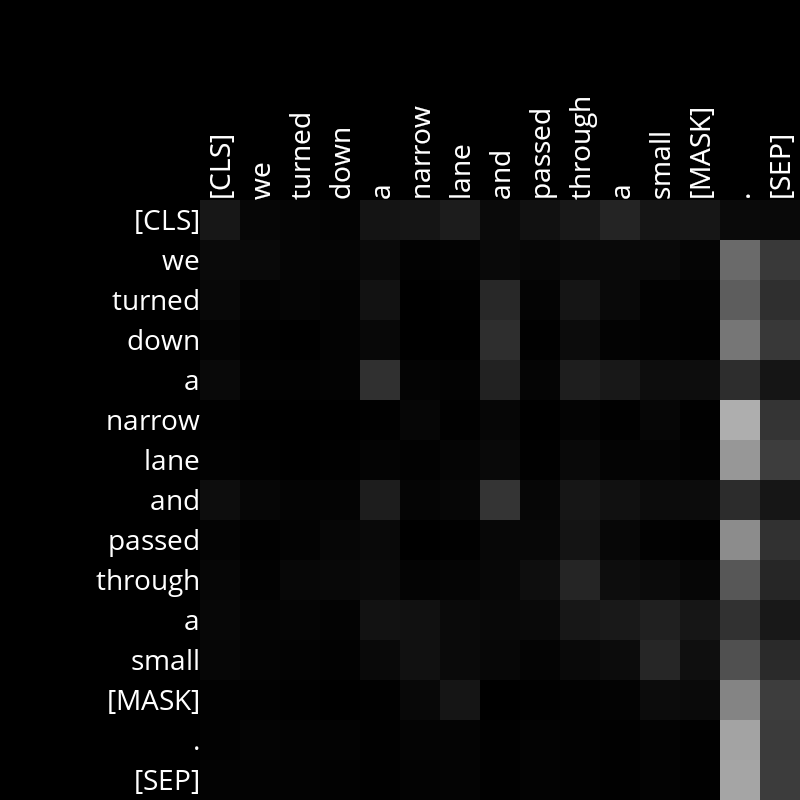 [CLS] we turned down a narrow lane and passed through a small [MASK] . [SEP]
[CLS]
we
turned
down
a
narrow
lane
and
passed
through
a
small
[MASK]
.
[SEP]